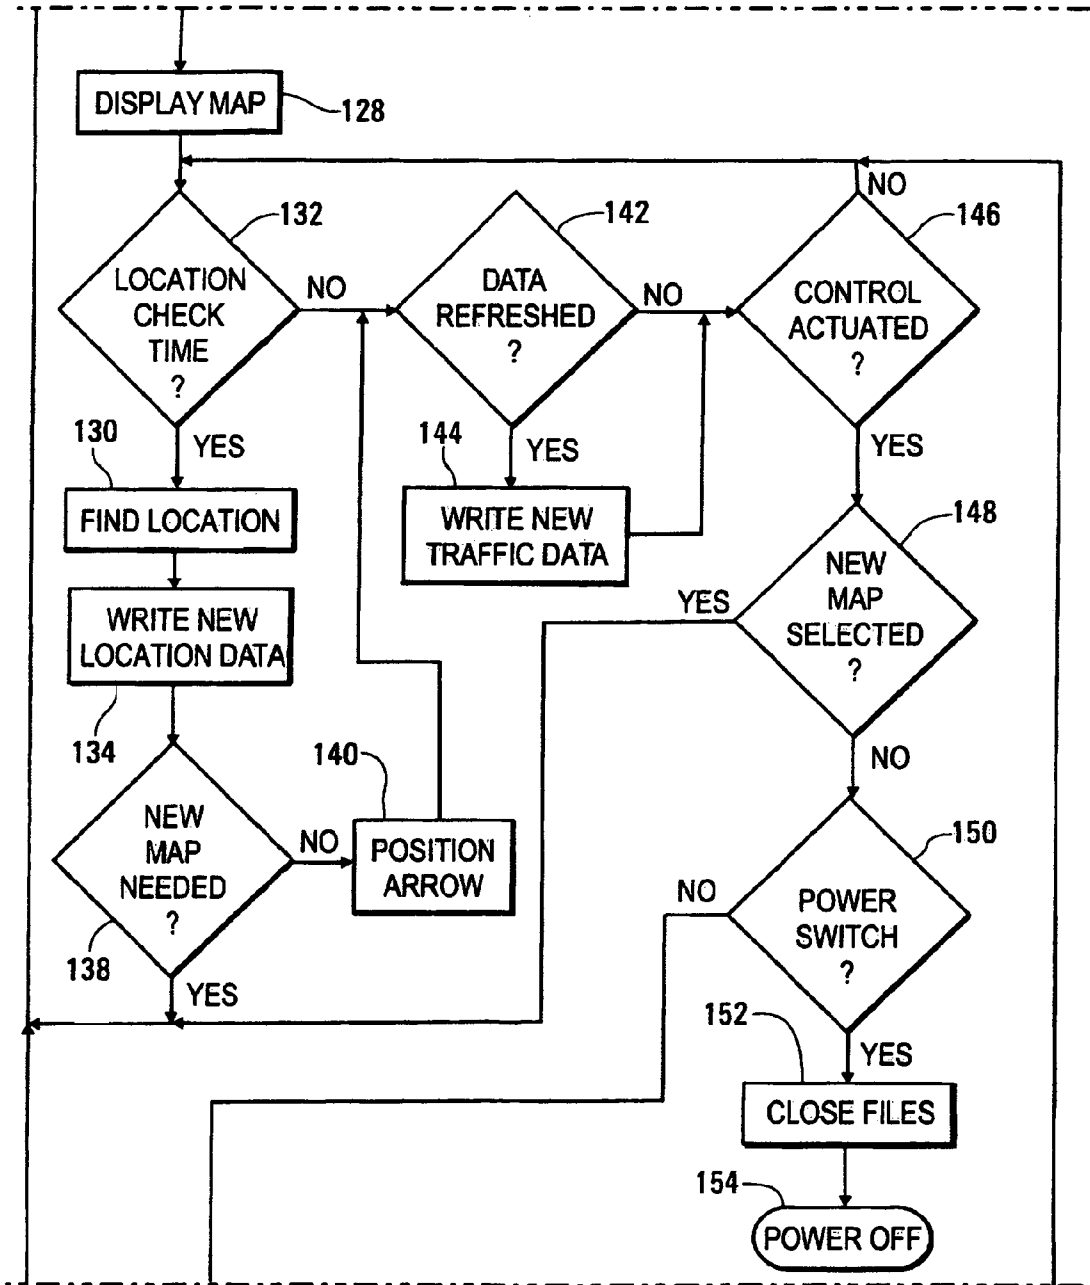 DISPLAY MAP
128
NO
132
142
146
LOCATION
CHECK
TIME
?
NO
DATA
REFRESHED
?
NO
CONTROL
ACTUATED
?
130
YES
144
YES
YES
FIND LOCATION
WRITE NEW
TRAFFIC DATA
148
WRITE NEW
LOCATION DATA
YES
NEW
MAP
SELECTED
?
134
140
NO
NEW
MAP
NEEDED
?
NO
POSITION
ARROW
150
138
YES
NO
POWER
SWITCH
?
152
YES
CLOSE FILES
154
POWER OFF